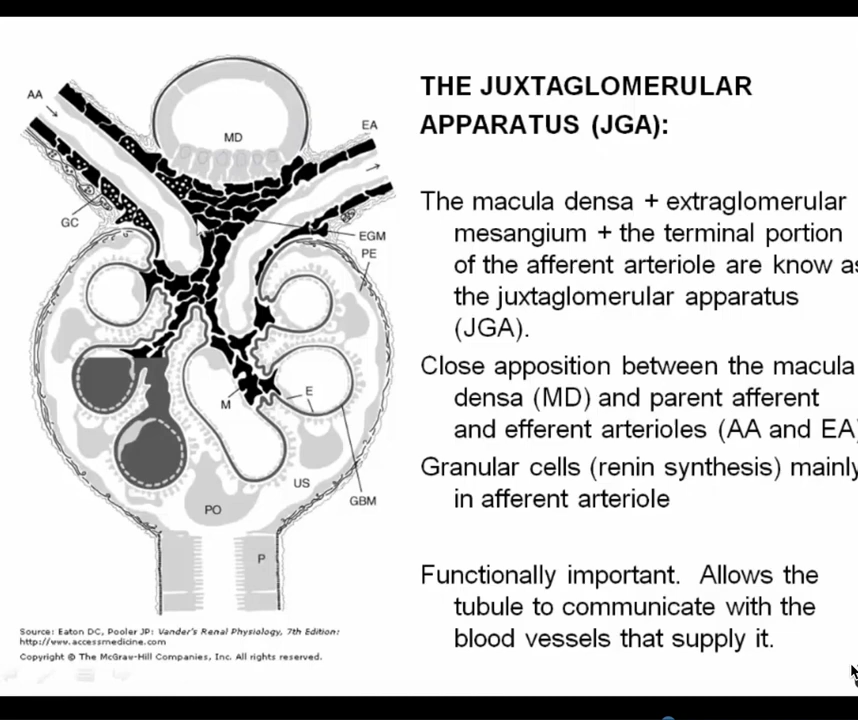 THE JUXTAGLOMERULAR
APPARATUS (JGA):
The macula densa + extraglomerular
mesangium + the terminal portion
of the afferent arteriole are know as
the juxtaglomerular apparatus
(JGA).
Close apposition between the macula
densa (MD) and parent afferent
and efferent arterioles (AA and EA)
Granular cells (renin synthesis) mainly
in afferent arteriole
Functionally important. Allows the
tubule to communicate with the
blood vessels that supply it.
AA
MD
EA
GC
EGM
PE
M
E
US
GBM
PO
P
Source: Eaton DC, Pooler JP: Vander's Renal Physiology, 7th Edition:
http://www.accessmedicine.com
Copyright © The McGraw-Hill Companies, Inc. All rights reserved.